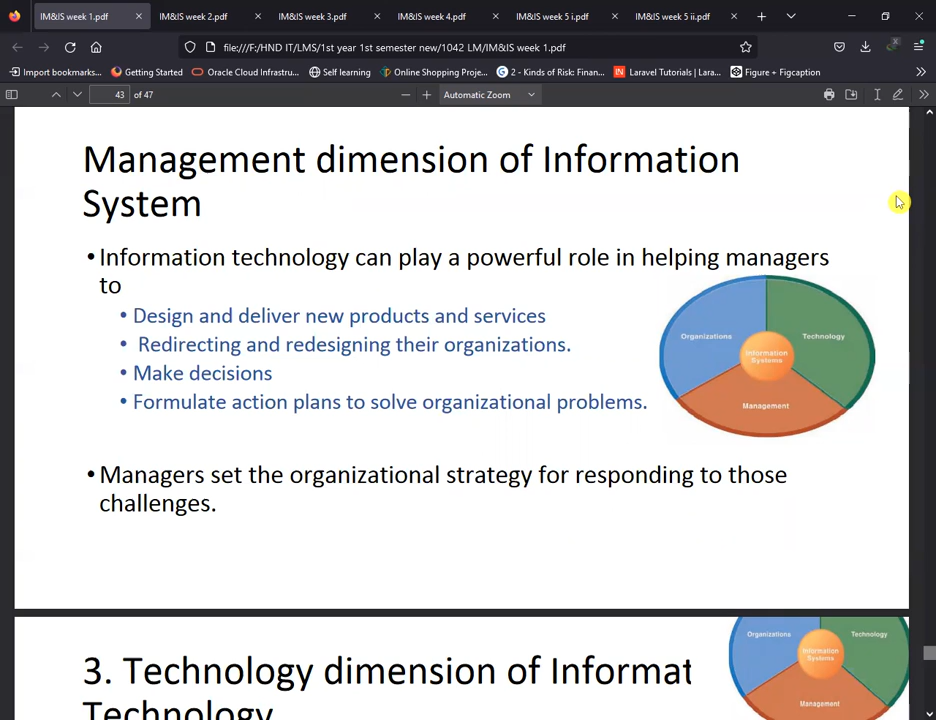 IM&IS week 1.pdf
IM&IS week 2.pdf
IM&IS week 3.pdf
IM&IS week 4.pdf
IM&IS week 5 i.pdf
IM&IS week 5 ii.pdf
file:///F:/HND IT/LMS/1st year 1st semester new/1042 LM/IM&IS week 1.pdf
Import bookmarks...
Getting Started
Oracle Cloud Infrastru...
Self learning
Online Shopping Proje...
2 - Kinds of Risk: Finan...
Laravel Tutorials | Lara...
Figure + Figcaption
43 of 47
Automatic Zoom
Management dimension of Information
System
• Information technology can play a powerful role in helping managers
to
• Design and deliver new products and services
• Redirecting and redesigning their organizations.
• Make decisions
• Formulate action plans to solve organizational problems.
Organizations
Technology
Information
Systems
Management
• Managers set the organizational strategy for responding to those
challenges.
3. Technology dimension of Informat
Technology
Organizations
Technology
Information
Systems
Management